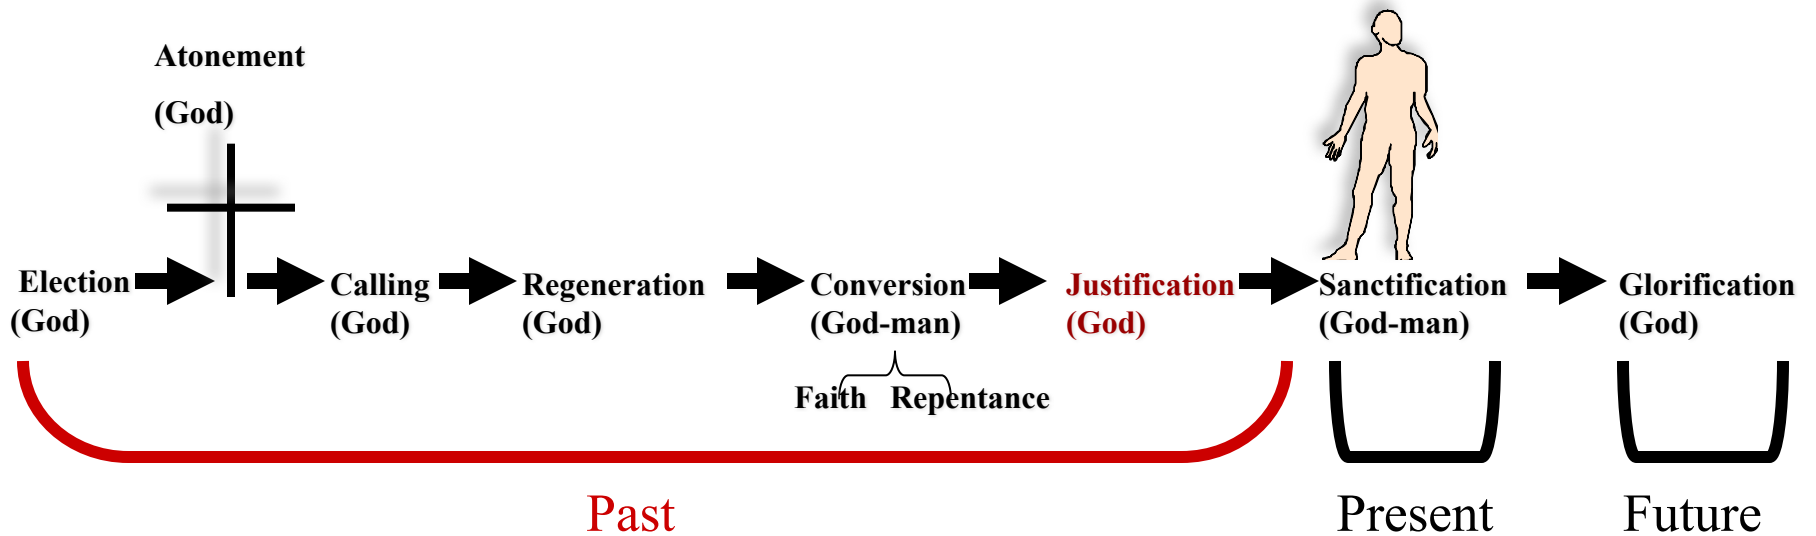 Atonement
(God)
Election
(God)
Calling
(God)
Regeneration
(God)
Conversion
(God-man)
Faith Repentance
Justification
(God)
Sanctification
(God-man)
Glorification
(God)
Past
Present
Future